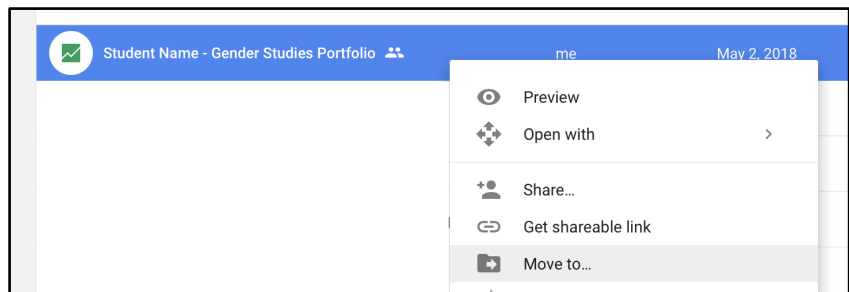 Student Name - Gender Studies Portfolio me May 2, 2018
Preview
Open with
Share...
Get shareable link
Move to...